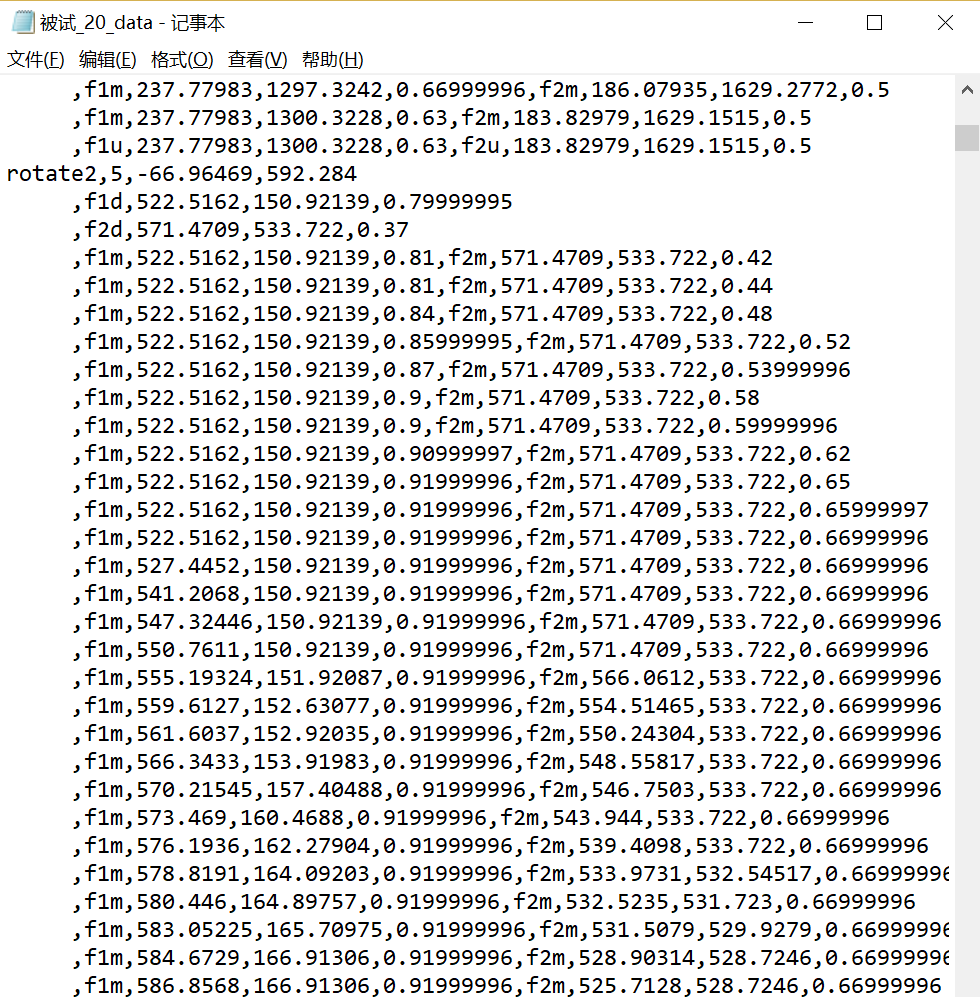 被试_20_data - 记事本
文件(F) 编辑(E) 格式(O) 查看(V) 帮助(H)
,f1m,237.77983,1297.3242,0.66999996,f2m,186.07935,1629.2772,0.5
,f1m,237.77983,1300.3228,0.63,f2m,183.82979,1629.1515,0.5
,f1u,237.77983,1300.3228,0.63,f2u,183.82979,1629.1515,0.5
rotate2,5,-66.96469,592.284
,f1d,522.5162,150.92139,0.79999995
,f2d,571.4709,533.722,0.37
,f1m,522.5162,150.92139,0.81,f2m,571.4709,533.722,0.42
,f1m,522.5162,150.92139,0.81,f2m,571.4709,533.722,0.44
,f1m,522.5162,150.92139,0.84,f2m,571.4709,533.722,0.48
,f1m,522.5162,150.92139,0.85999995,f2m,571.4709,533.722,0.52
,f1m,522.5162,150.92139,0.87,f2m,571.4709,533.722,0.53999996
,f1m,522.5162,150.92139,0.9,f2m,571.4709,533.722,0.58
,f1m,522.5162,150.92139,0.9,f2m,571.4709,533.722,0.59999996
,f1m,522.5162,150.92139,0.90999997,f2m,571.4709,533.722,0.62
,f1m,522.5162,150.92139,0.91999996,f2m,571.4709,533.722,0.65
,f1m,522.5162,150.92139,0.91999996,f2m,571.4709,533.722,0.65999997
,f1m,522.5162,150.92139,0.91999996,f2m,571.4709,533.722,0.66999996
,f1m,527.4452,150.92139,0.91999996,f2m,571.4709,533.722,0.66999996
,f1m,541.2068,150.92139,0.91999996,f2m,571.4709,533.722,0.66999996
,f1m,547.32446,150.92139,0.91999996,f2m,571.4709,533.722,0.66999996
,f1m,550.7611,150.92139,0.91999996,f2m,571.4709,533.722,0.66999996
,f1m,555.19324,151.92087,0.91999996,f2m,566.0612,533.722,0.66999996
,f1m,559.6127,152.63077,0.91999996,f2m,554.51465,533.722,0.66999996
,f1m,561.6037,152.92035,0.91999996,f2m,550.24304,533.722,0.66999996
,f1m,566.3433,153.91983,0.91999996,f2m,548.55817,533.722,0.66999996
,f1m,570.21545,157.40488,0.91999996,f2m,546.7503,533.722,0.66999996
,f1m,573.469,160.4688,0.91999996,f2m,543.944,533.722,0.66999996
,f1m,576.1936,162.27904,0.91999996,f2m,539.4098,533.722,0.66999996
,f1m,578.8191,164.09203,0.91999996,f2m,533.9731,532.54517,0.66999996
,f1m,580.446,164.89757,0.91999996,f2m,532.5235,531.723,0.66999996
,f1m,583.05225,165.70975,0.91999996,f2m,531.5079,529.9279,0.66999996
,f1m,584.6729,166.91306,0.91999996,f2m,528.90314,528.7246,0.66999996
,f1m,586.8568,166.91306,0.91999996,f2m,525.7128,528.7246,0.66999996